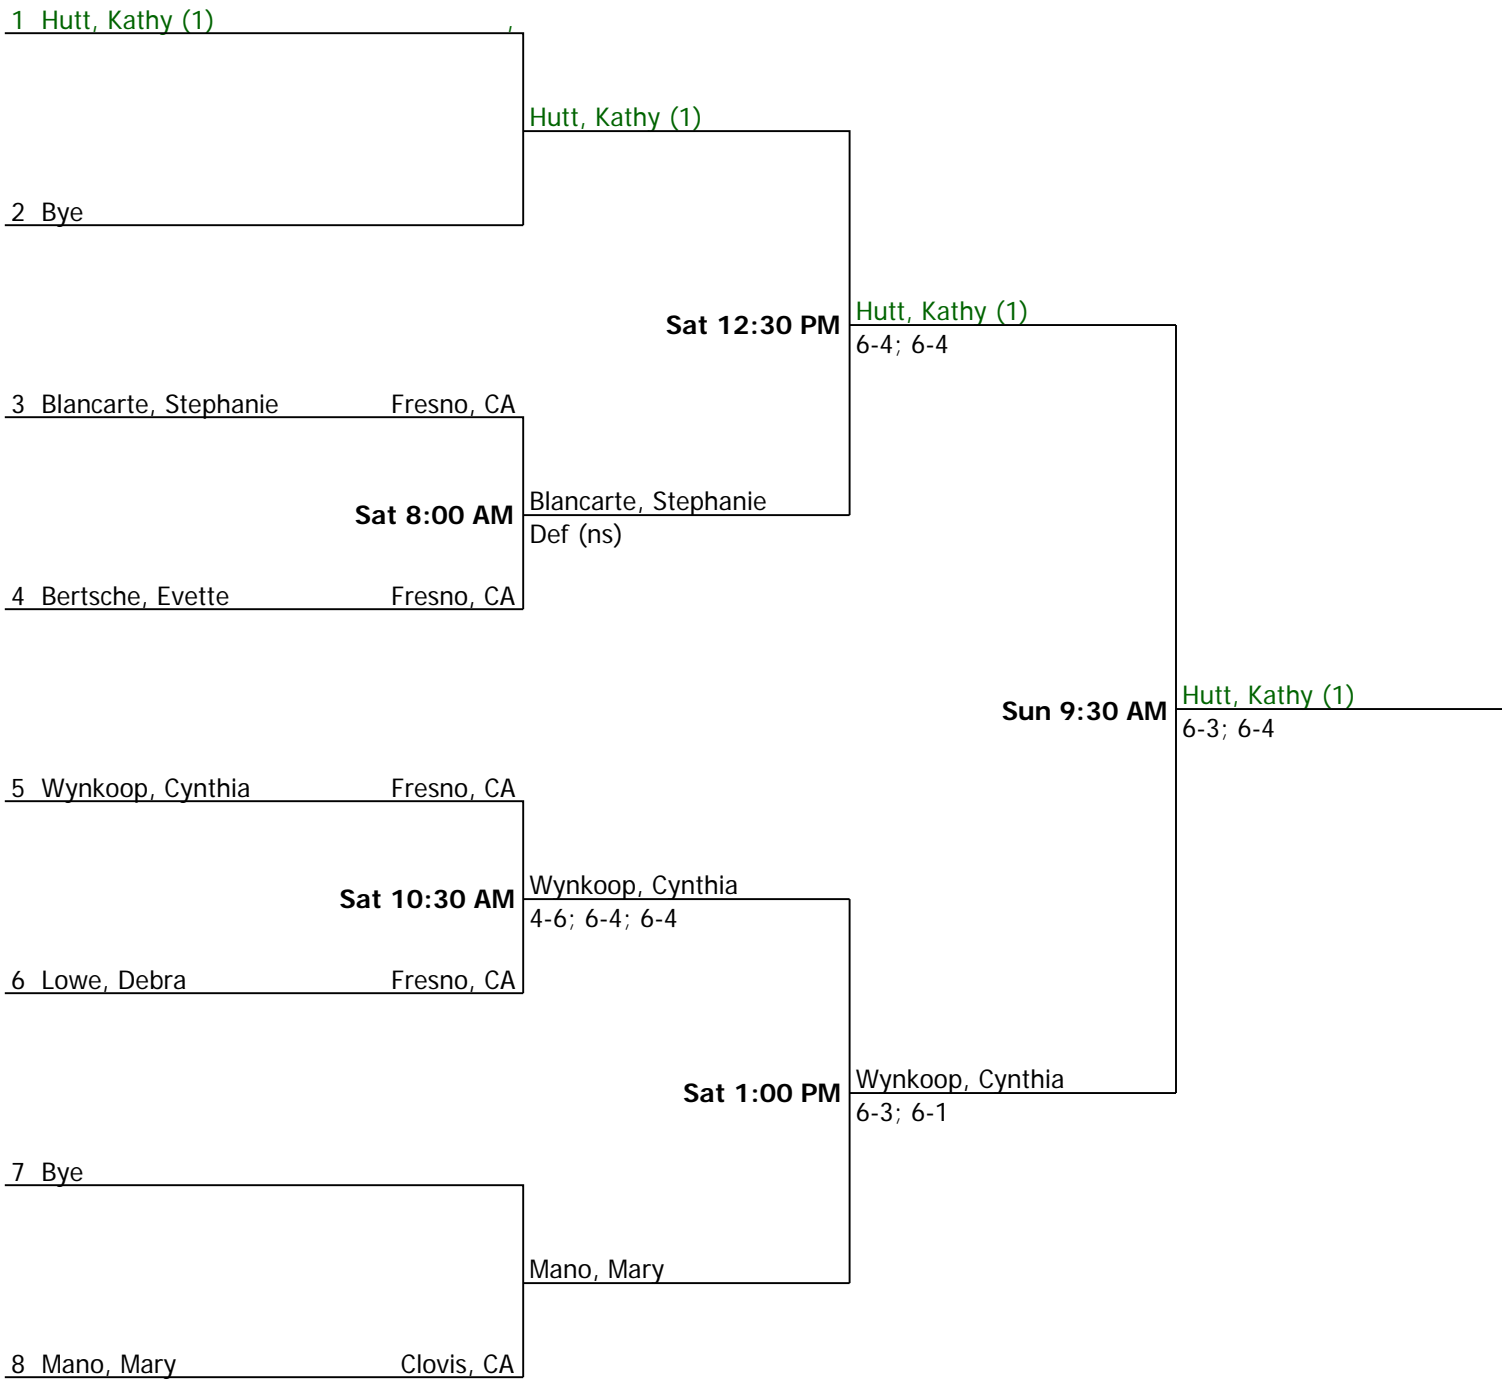 1 Hutt, Kathy (1) ,
Hutt, Kathy (1)
2 Bye
Sat 12:30 PM
Hutt, Kathy (1)
6-4; 6-4
3 Blancarte, Stephanie Fresno, CA
Sat 8:00 AM
Blancarte, Stephanie
Def (ns)
4 Bertsche, Evette Fresno, CA
Sun 9:30 AM
Hutt, Kathy (1)
6-3; 6-4
5 Wynkoop, Cynthia Fresno, CA
Sat 10:30 AM
Wynkoop, Cynthia
4-6; 6-4; 6-4
6 Lowe, Debra Fresno, CA
Sat 1:00 PM
Wynkoop, Cynthia
6-3; 6-1
7 Bye
Mano, Mary
8 Mano, Mary Clovis, CA